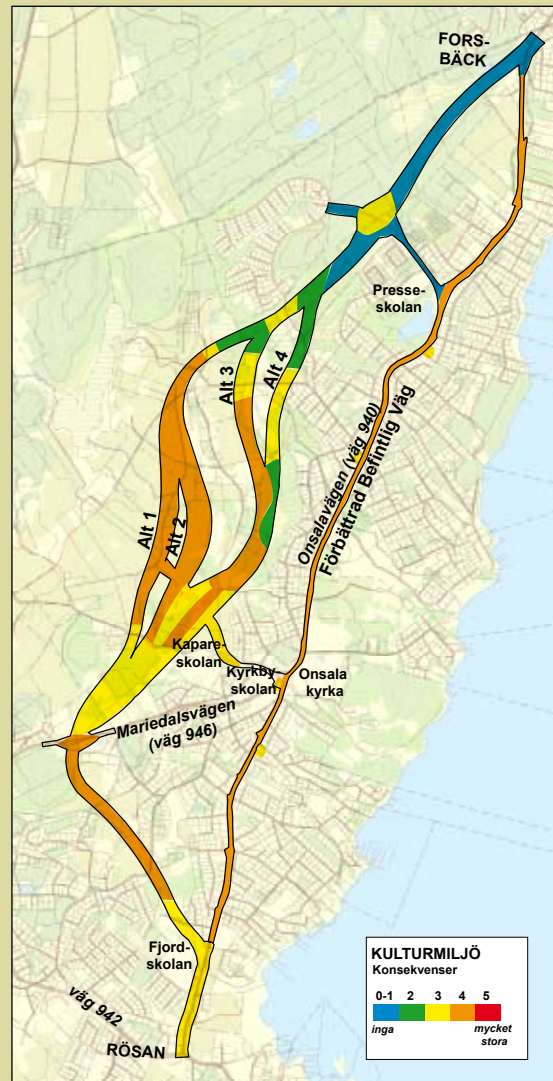 FORS-
BÄCK
Presse-
skolan
Alt 3
Alt 4
Onsalavägen (väg 940)
Förbättrad Befintlig Väg
Alt 1
Alt 2
Kapare-
skolan
Kyrkby
skolan
Onsala
kyrka
Mariedalsvägen
(väg 946)
Fjord-
skolan
väg 942
RÖSAN
KULTURMILJÖ
Konsekvenser
0-1 2 3 4 5
inga mycket
stora